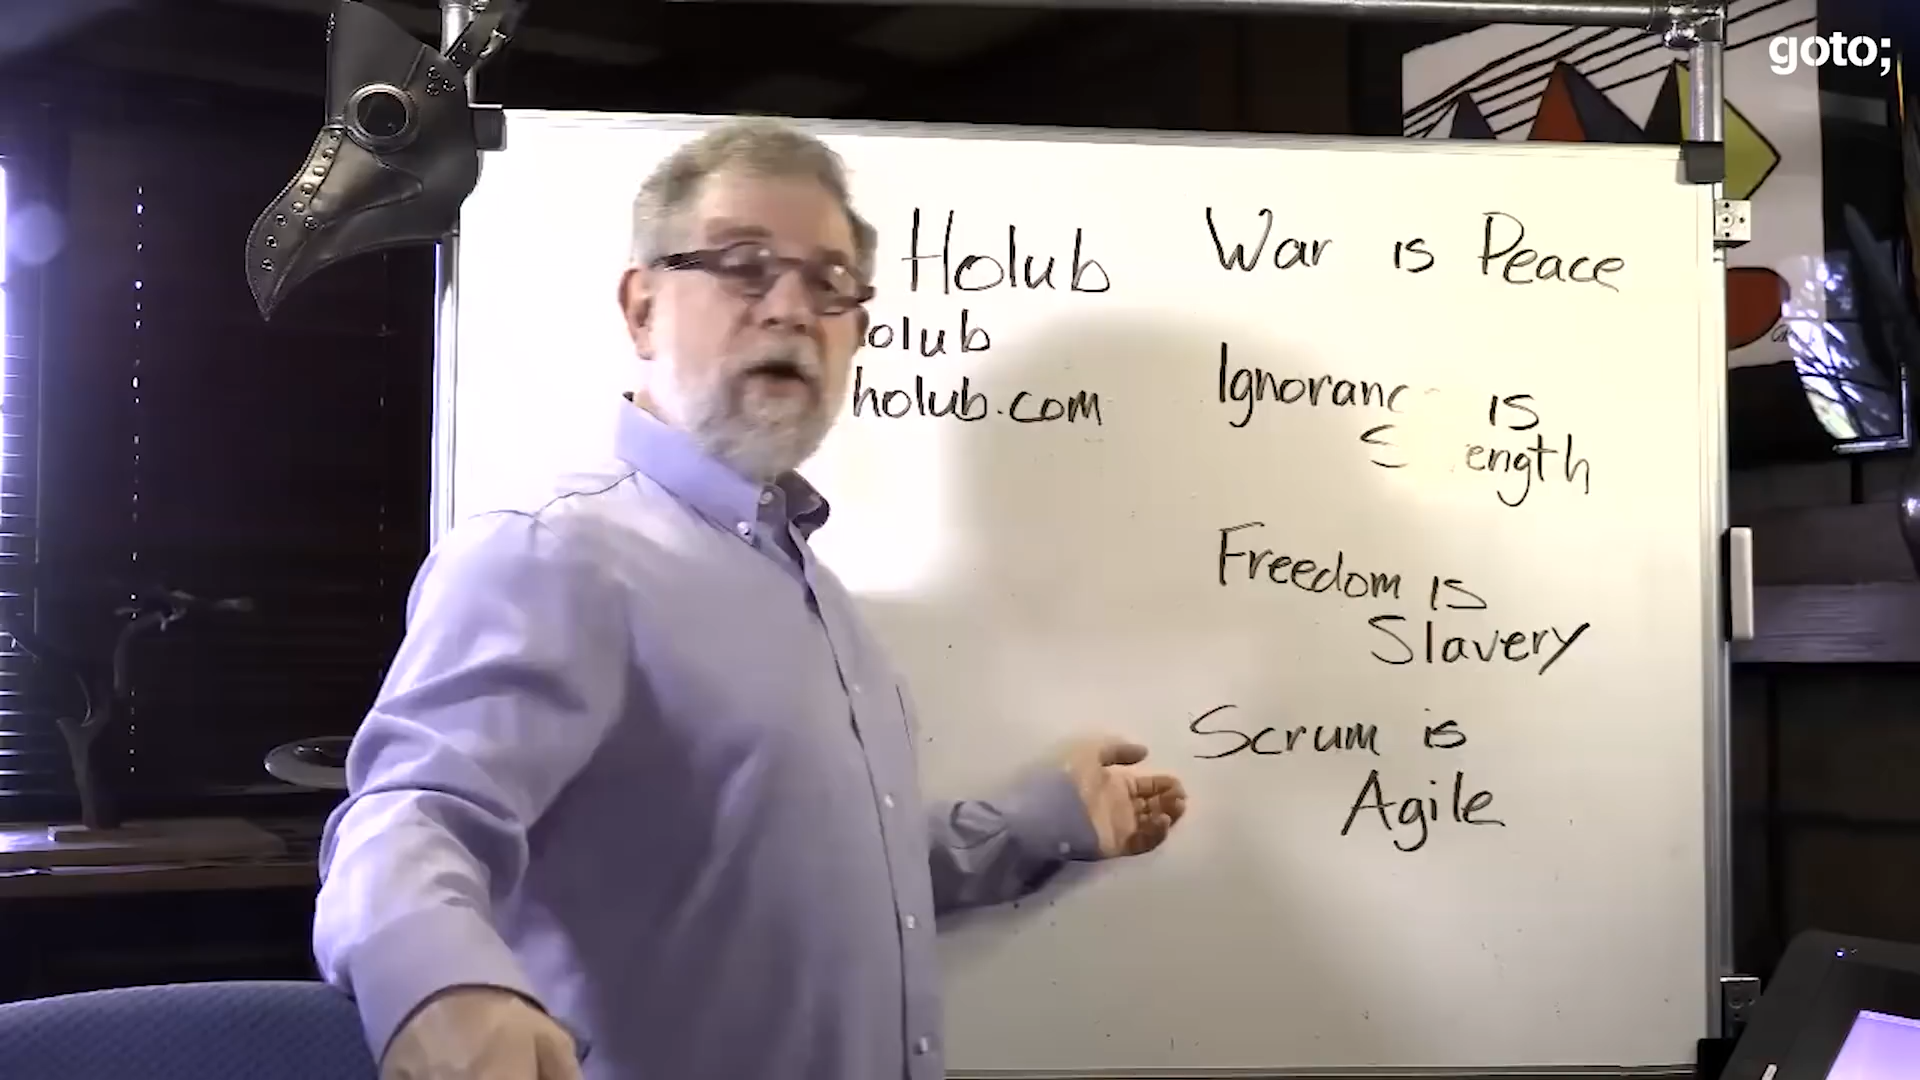 goto;
Holub
olub
holub.com
War is Peace
Ignoranc is
S ength
Freedom is
Slavery
Scrum is
Agile